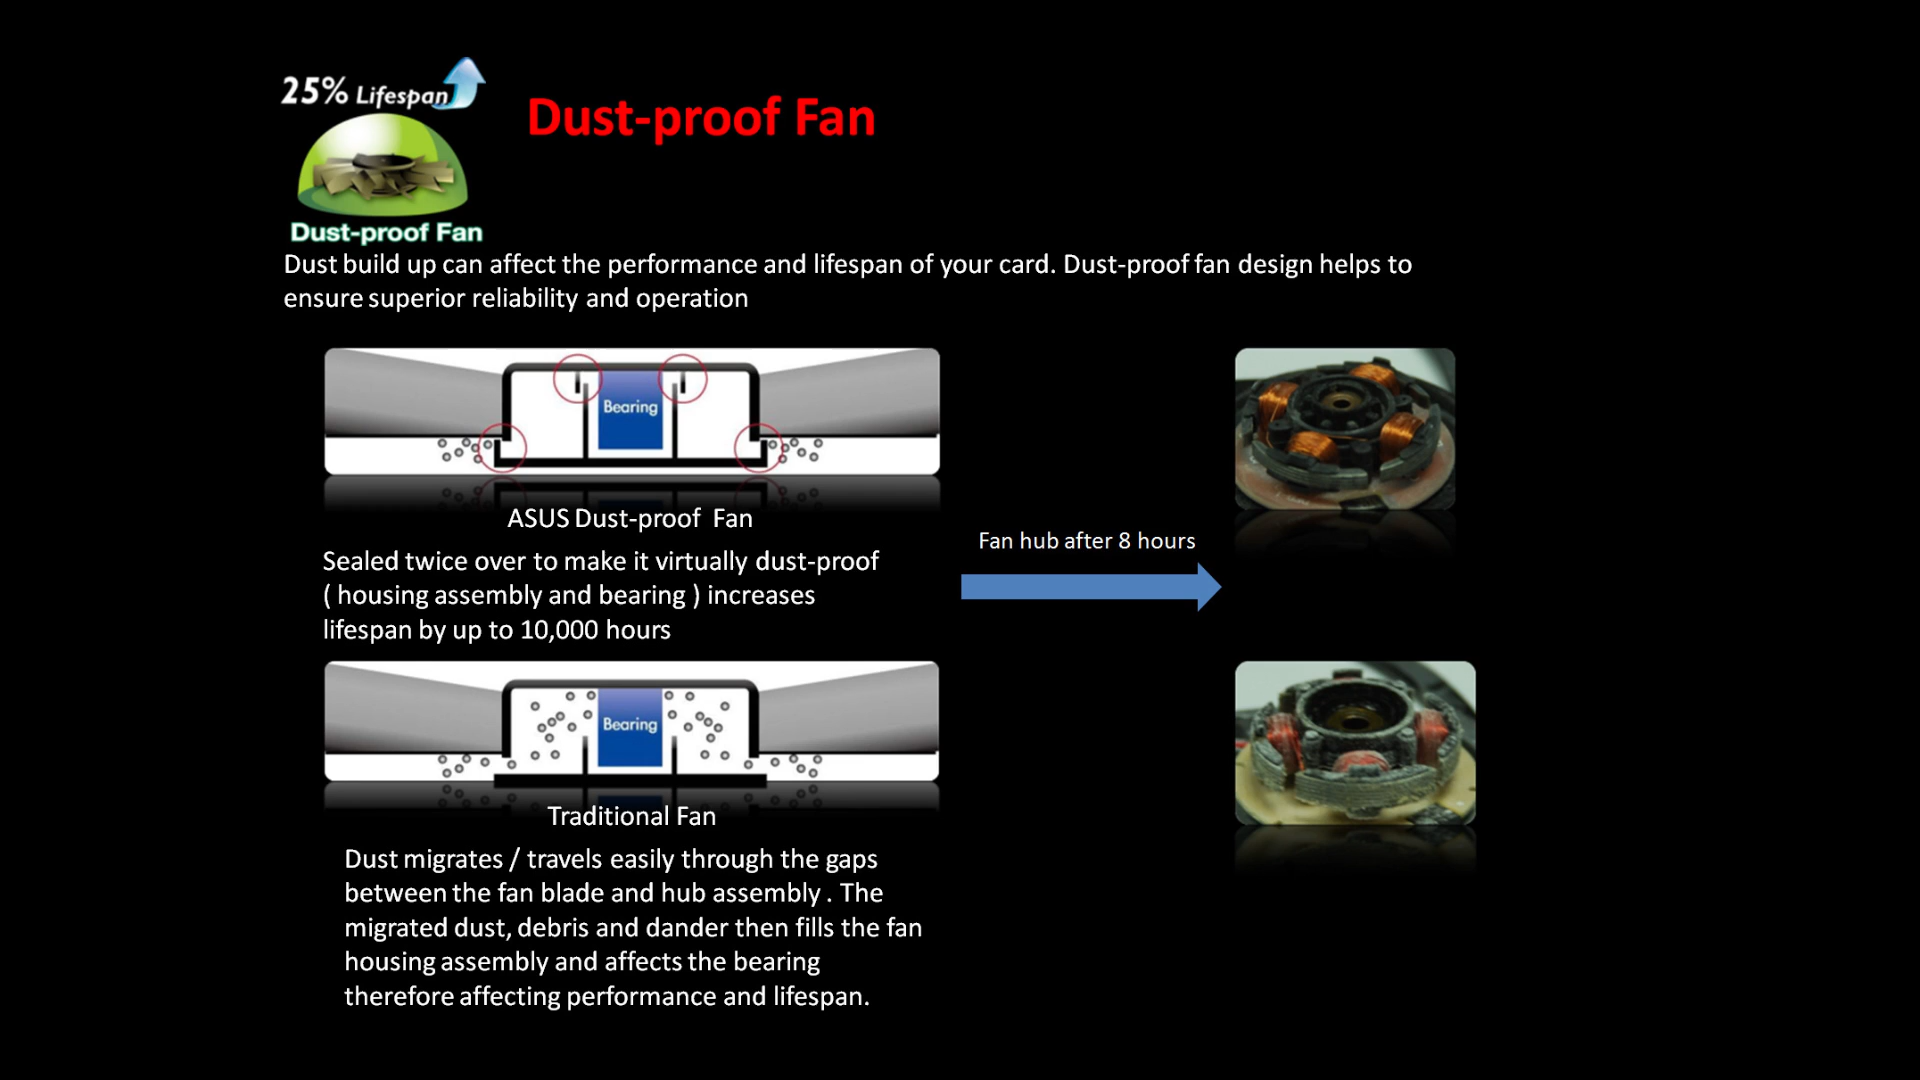 25% Lifespan
Dust-proof Fan
Dust-proof Fan
Dust build up can affect the performance and lifespan of your card. Dust-proof fan design helps to
ensure superior reliability and operation
Bearing
ASUS Dust-proof Fan
Sealed twice over to make it virtually dust-proof
( housing assembly and bearing ) increases
lifespan by up to 10,000 hours
Fan hub after 8 hours
Bearing
Traditional Fan
Dust migrates / travels easily through the gaps
between the fan blade and hub assembly . The
migrated dust, debris and dander then fills the fan
housing assembly and affects the bearing
therefore affecting performance and lifespan.